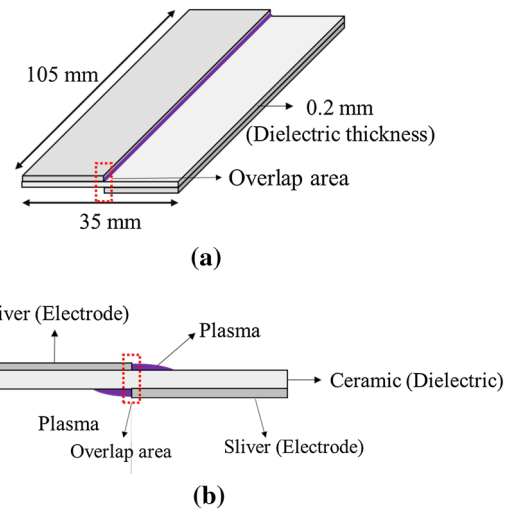 105 mm
0.2 mm
(Dielectric thickness)
Overlap area
35 mm
(a)
iver (Electrode)
Plasma
Ceramic (Dielectric)
Plasma
Overlap area
Sliver (Electrode)
(b)